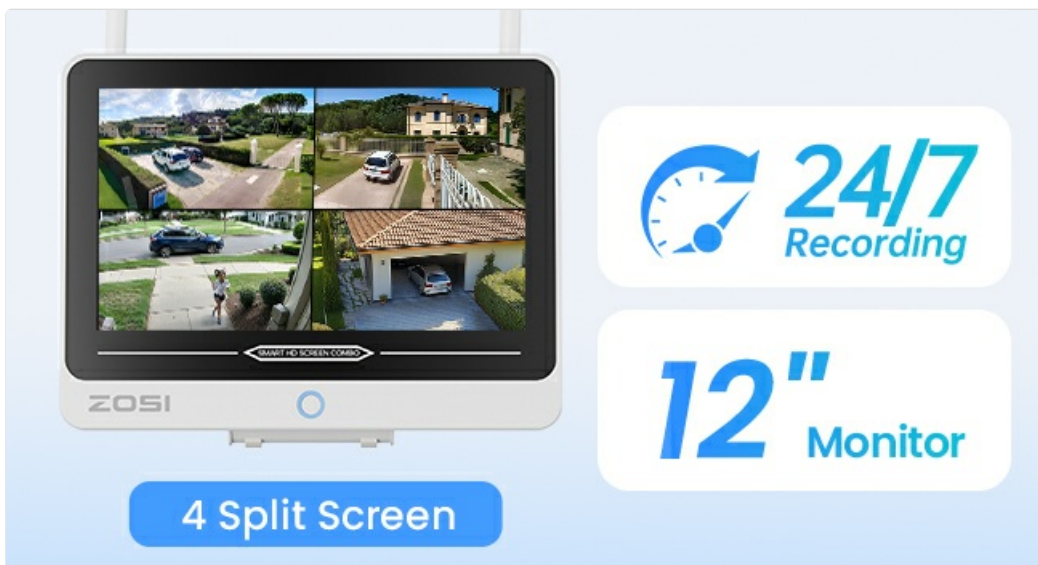 24/7
Recording
SMART HD SCREEN COMBO
ZOSI
12"
Monitor
4 Split Screen